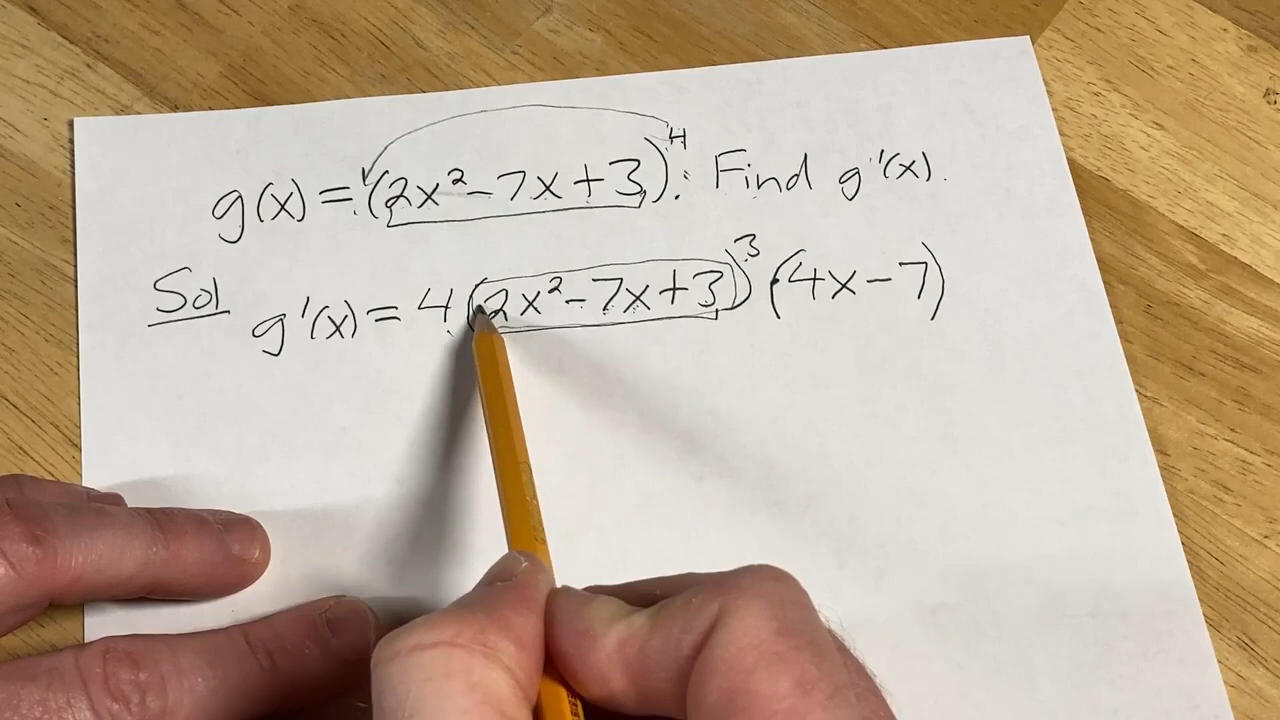 g(x) = (2x² - 7x + 3)⁴. Find g'(x).
Sol g'(x) = 4(2x² - 7x + 3)³ (4x - 7)